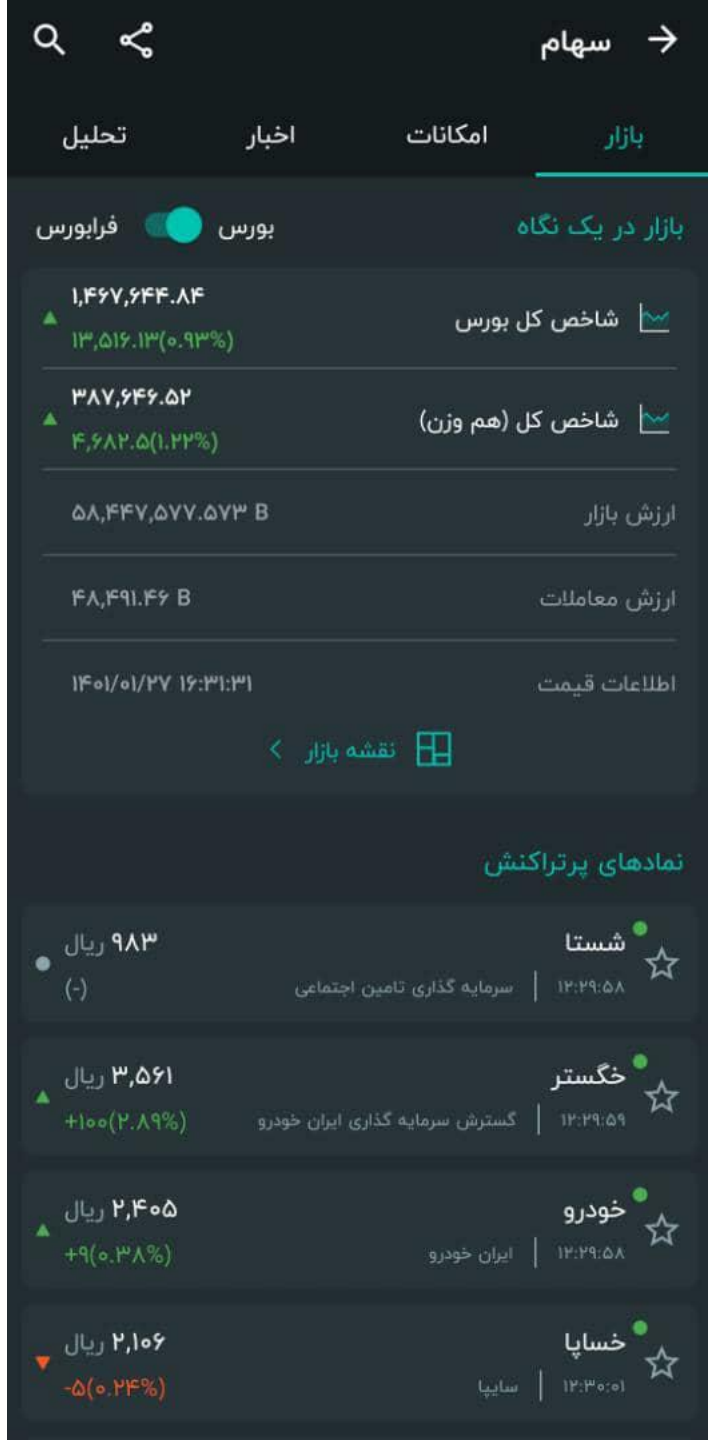 سهام
بازار امکانات اخبار تحلیل
بازار در یک نگاه بورس فرابورس
شاخص کل بورس ۱,۴۶۷,۶۴۴.۸۴
۱۳,۵۱۶.۱۳(۰.۹۳%)
شاخص کل (هم وزن) ۳۸۷,۶۴۶.۵۲
۴,۶۸۲.۵(۱.۲۲%)
ارزش بازار ۵۸,۴۴۷,۵۷۷.۵۷۳ B
ارزش معاملات ۴۸,۴۹۱.۴۶ B
اطلاعات قیمت ۱۴۰۱/۰۱/۲۷ ۱۶:۳۱:۳۱
نقشه بازار
نمادهای پرتراکنش
شستا ۹۸۳ ریال
۱۲:۲۹:۵۸ | سرمایه گذاری تامین اجتماعی (-)
خگستر ۳,۵۶۱ ریال
۱۲:۲۹:۵۹ | گسترش سرمایه گذاری ایران خودرو +۱۰۰(۲.۸۹%)
خودرو ۲,۴۰۵ ریال
۱۲:۲۹:۵۸ | ایران خودرو +۹(۰.۳۸%)
خساپا ۲,۱۰۶ ریال
۱۲:۳۰:۰۱ | سایپا -۵(۰.۲۴%)